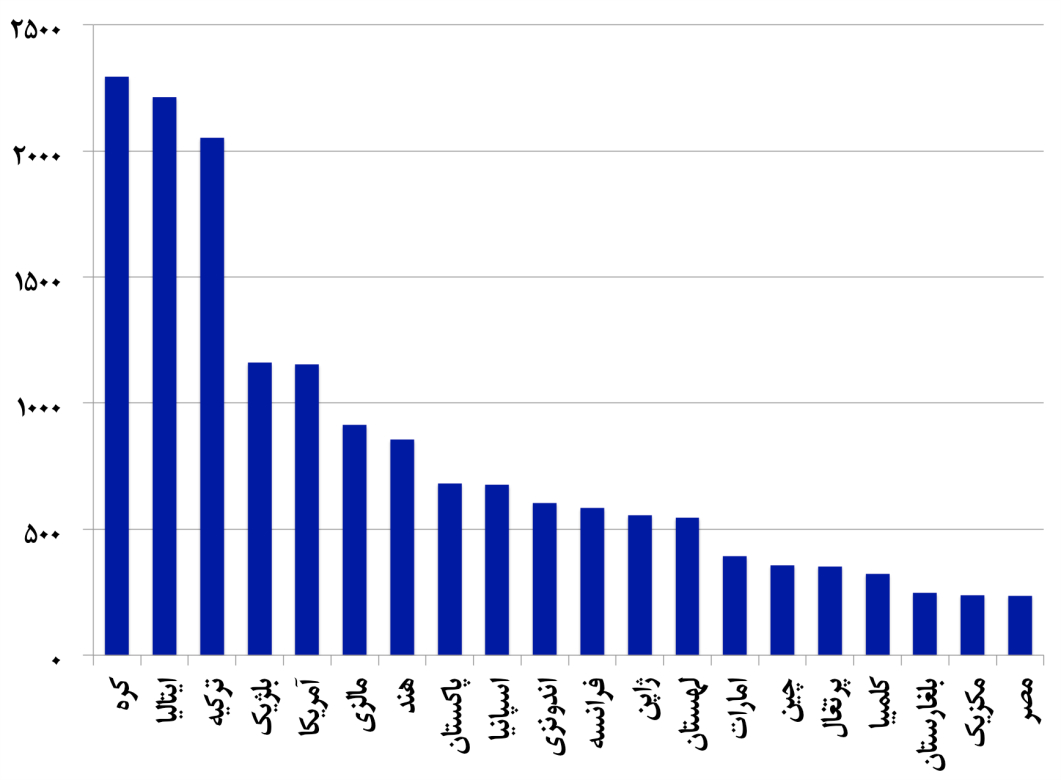 ۲۵۰۰
۲۰۰۰
۱۵۰۰
۱۰۰۰
۵۰۰
۰
کره
ایتالیا
ترکیه
بلژیک
آمریکا
مالزی
هند
پاکستان
اسپانیا
اندونزی
فرانسه
ژاپن
لهستان
امارات
چین
پرتغال
کلمبیا
بلغارستان
مکزیک
مصر